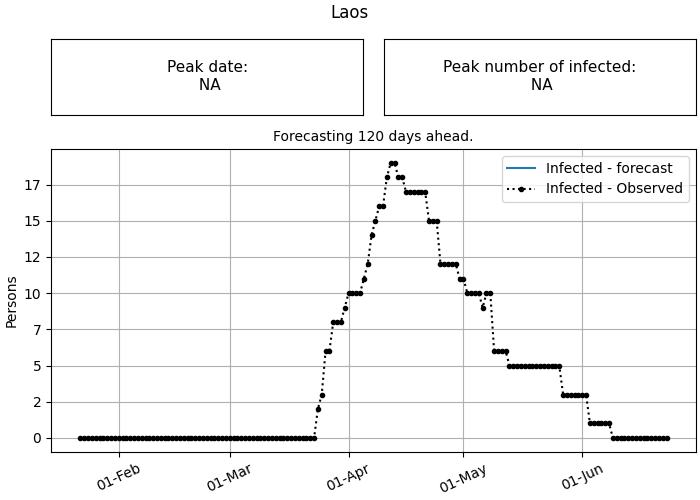 Laos
Peak date:
NA
Peak number of infected:
NA
Forecasting 120 days ahead.
Infected - forecast
Infected - Observed
Persons
17
15
12
10
7
5
2
0
01-Feb
01-Mar
01-Apr
01-May
01-Jun